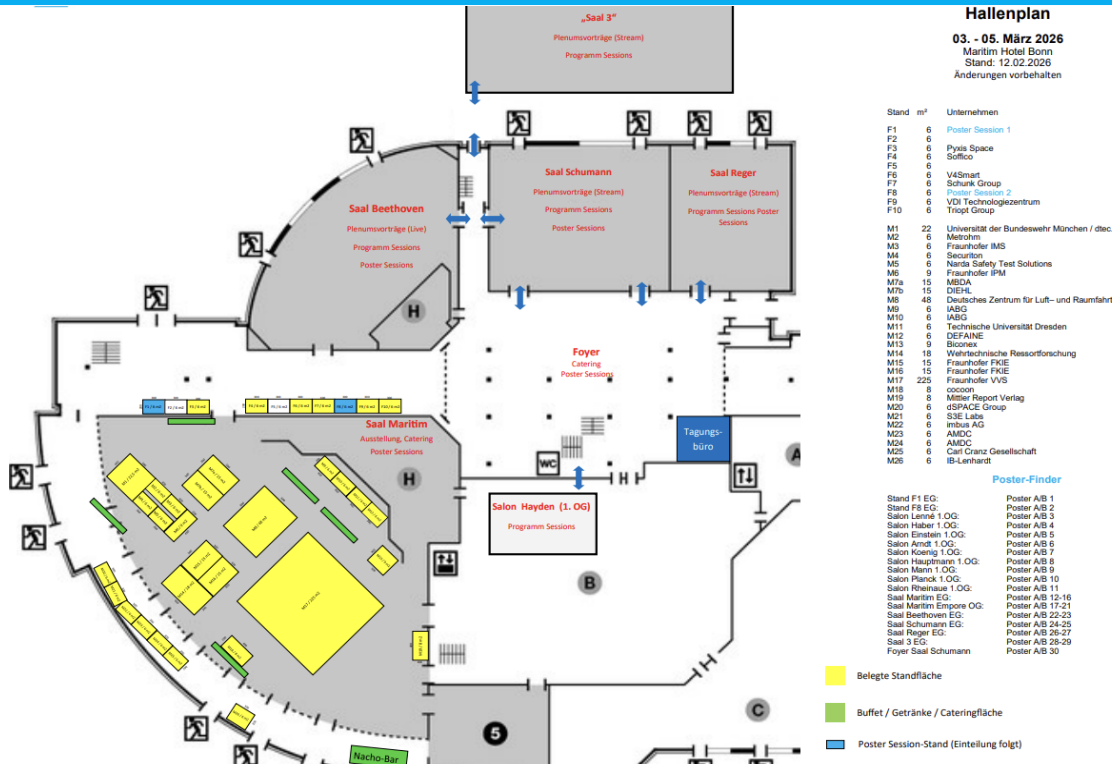 Hallenplan
03. - 05. März 2026
Maritim Hotel Bonn
Stand: 12.02.2026
Änderungen vorbehalten
„Saal 3“
Plenumsvorträge (Stream)
Programm Sessions
Saal Schumann
Plenumsvorträge (Stream)
Programm Sessions
Poster Sessions
Saal Reger
Plenumsvorträge (Stream)
Programm Sessions Poster
Sessions
Saal Beethoven
Plenumsvorträge (Live)
Programm Sessions
Poster Sessions
H
Foyer
Catering
Poster Sessions
Saal Maritim
Ausstellung, Catering
Poster Sessions
H
Tagungs-
büro
WC
A
Salon Hayden (1. OG)
Programm Sessions
B
C
5
Nacho-Bar
Stand m² Unternehmen
F1 6 Poster Session 1
F2 6
F3 6 Pyxis Space
F4 6 Soffico
F5 6
F6 6 V4Smart
F7 6 Schunk Group
F8 6 Poster Session 2
F9 6 VDI Technologiezentrum
F10 6 Triopt Group
M1 22 Universität der Bundeswehr München / dtec.
M2 6 Metrohm
M3 6 Fraunhofer IMS
M4 6 Securiton
M5 6 Narda Safety Test Solutions
M6 9 Fraunhofer IPM
M7a 15 MBDA
M7b 15 DIEHL
M8 48 Deutsches Zentrum für Luft– und Raumfahrt
M9 6 IABG
M10 6 IABG
M11 6 Technische Universität Dresden
M12 6 DEFAINE
M13 9 Biconex
M14 18 Wehrtechnische Ressortforschung
M15 15 Fraunhofer FKIE
M16 15 Fraunhofer FKIE
M17 225 Fraunhofer VVS
M18 8 cocoon
M19 8 Mittler Report Verlag
M20 6 dSPACE Group
M21 6 S3E Labs
M22 6 imbus AG
M23 6 AMDC
M24 6 AMDC
M25 6 Carl Cranz Gesellschaft
M26 6 IB-Lenhardt
Poster-Finder
Stand F1 EG: Poster A/B 1
Stand F8 EG: Poster A/B 2
Salon Lenné 1.OG: Poster A/B 3
Salon Haber 1.OG: Poster A/B 4
Salon Einstein 1.OG: Poster A/B 5
Salon Arndt 1.OG: Poster A/B 6
Salon Koenig 1.OG: Poster A/B 7
Salon Hauptmann 1.OG: Poster A/B 8
Salon Mann 1.OG: Poster A/B 9
Salon Planck 1.OG: Poster A/B 10
Salon Rheinaue 1.OG: Poster A/B 11
Saal Maritim EG: Poster A/B 12-16
Saal Maritim Empore OG: Poster A/B 17-21
Saal Beethoven EG: Poster A/B 22-23
Saal Schumann EG: Poster A/B 24-25
Saal Reger EG: Poster A/B 26-27
Saal 3 EG: Poster A/B 28-29
Foyer Saal Schumann Poster A/B 30
Belegte Standfläche
Buffet / Getränke / Cateringfläche
Poster Session-Stand (Einteilung folgt)